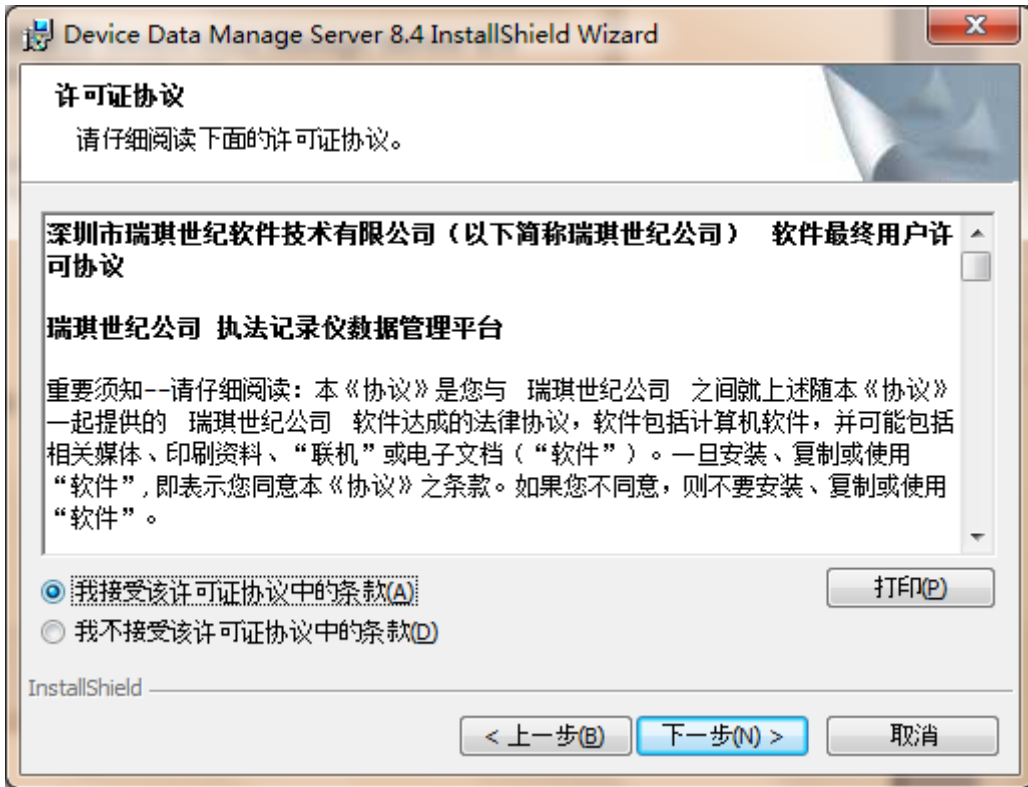 Device Data Manage Server 8.4 InstallShield Wizard
许可证协议
请仔细阅读下面的许可证协议。
深圳市瑞琪世纪软件技术有限公司（以下简称瑞琪世纪公司） 软件最终用户许
可协议
瑞琪世纪公司 执法记录仪数据管理平台
重要须知--请仔细阅读：本《协议》是您与 瑞琪世纪公司 之间就上述随本《协议》
一起提供的 瑞琪世纪公司 软件达成的法律协议，软件包括计算机软件，并可能包括
相关媒体、印刷资料、“联机”或电子文档（“软件”）。一旦安装、复制或使用
“软件”,即表示您同意本《协议》之条款。如果您不同意，则不要安装、复制或使用
“软件”。
我接受该许可证协议中的条款(A)
打印(P)
我不接受该许可证协议中的条款(D)
InstallShield
< 上一步(B)
下一步(N) >
取消